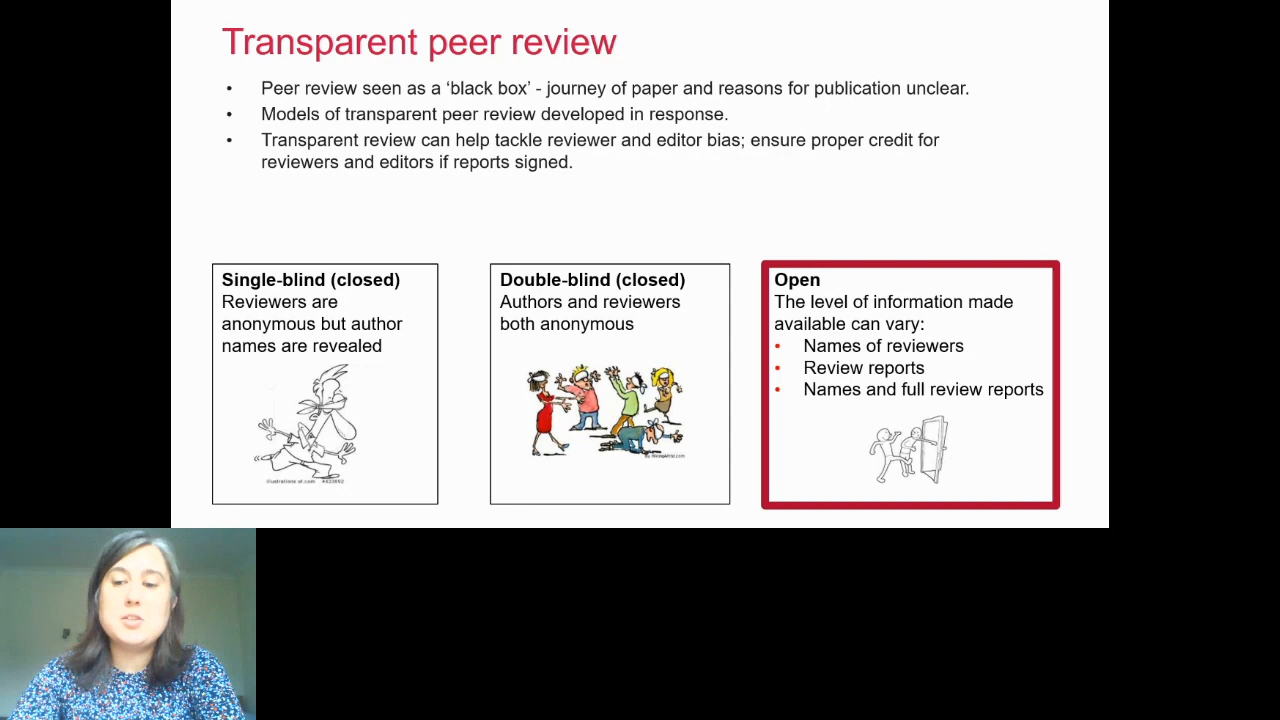 Transparent peer review
• Peer review seen as a ‘black box’ - journey of paper and reasons for publication unclear.
• Models of transparent peer review developed in response.
• Transparent review can help tackle reviewer and editor bias; ensure proper credit for
reviewers and editors if reports signed.
Single-blind (closed)
Reviewers are
anonymous but author
names are revealed
Double-blind (closed)
Authors and reviewers
both anonymous
Open
The level of information made
available can vary:
• Names of reviewers
• Review reports
• Names and full review reports